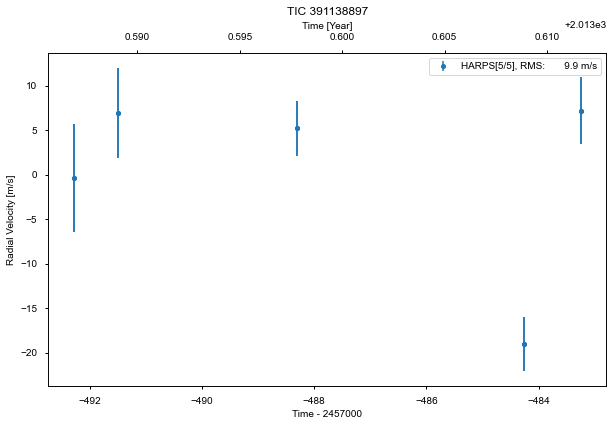 TIC 391138897
Time [Year]
0.590 0.595 0.600 0.605 0.610 +2.013e3
HARPS[5/5], RMS: 9.9 m/s
10
5
0
−5
−10
−15
−20
Radial Velocity [m/s]
−492 −490 −488 −486 −484
Time - 2457000